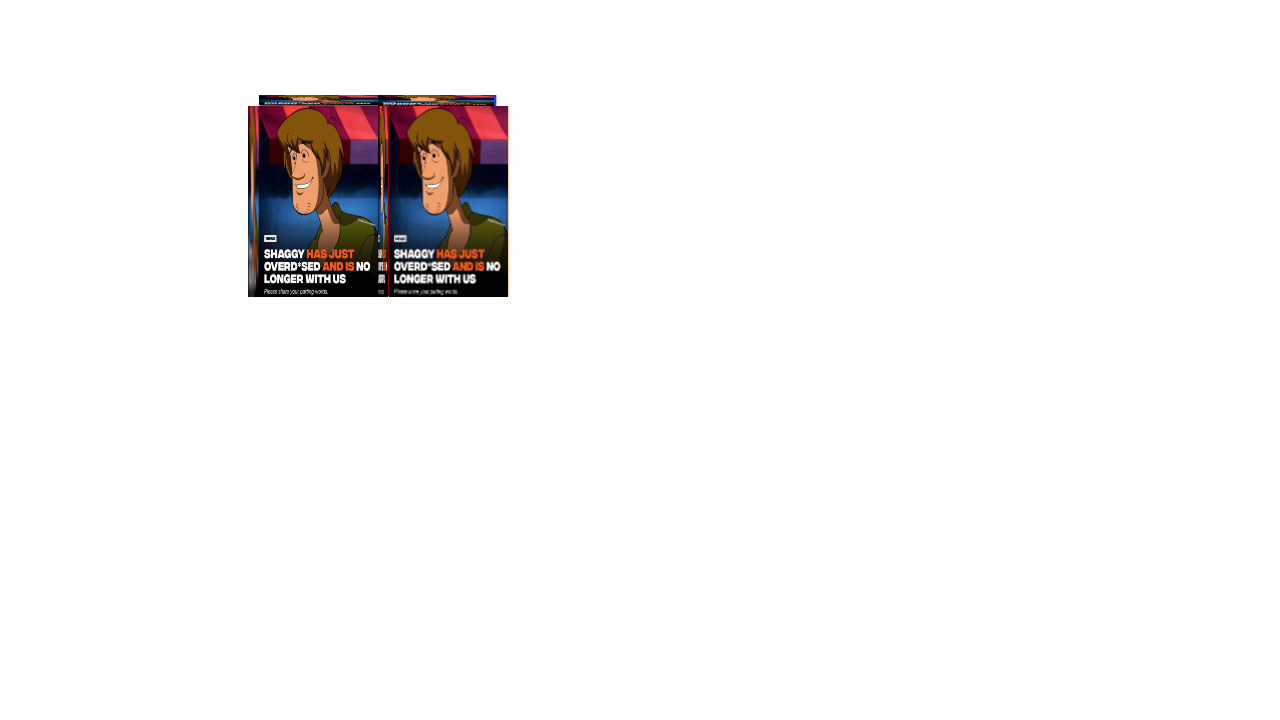 NEWS
SHAGGY HAS JUST
OVERD*SED AND IS NO
LONGER WITH US
Please share your parting words.
NEWS
SHAGGY HAS JUST
OVERD*SED AND IS NO
LONGER WITH US
Please share your parting words.